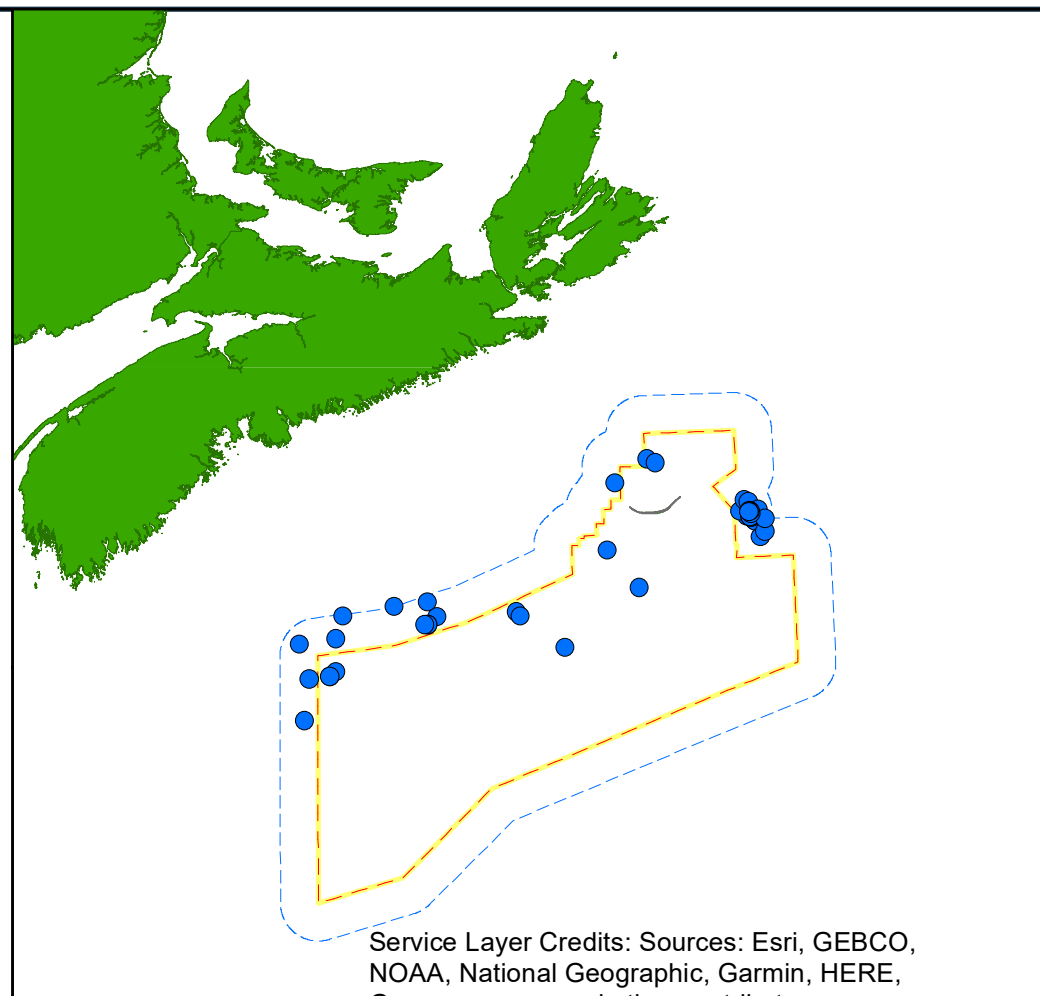 Service Layer Credits: Sources: Esri, GEBCO,
NOAA, National Geographic, Garmin, HERE,